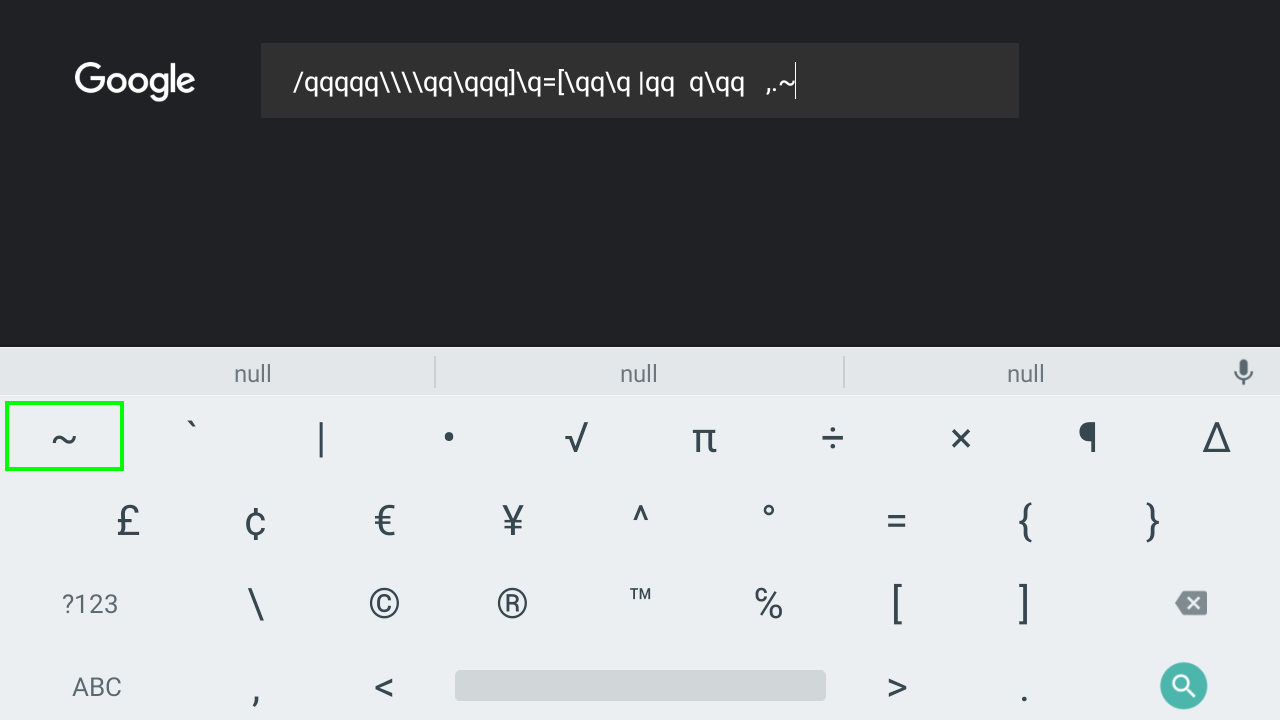 Google
/qqqqq\\\\qq\qqq]\q=[\qq\q |qq  q\qq   ,.~
null null null
~ ` | • √ π ÷ × ¶ Δ
£ ¢ € ¥ ^ ° = { }
?123 \ © ® ™ ℅ [ ]
ABC , < > .